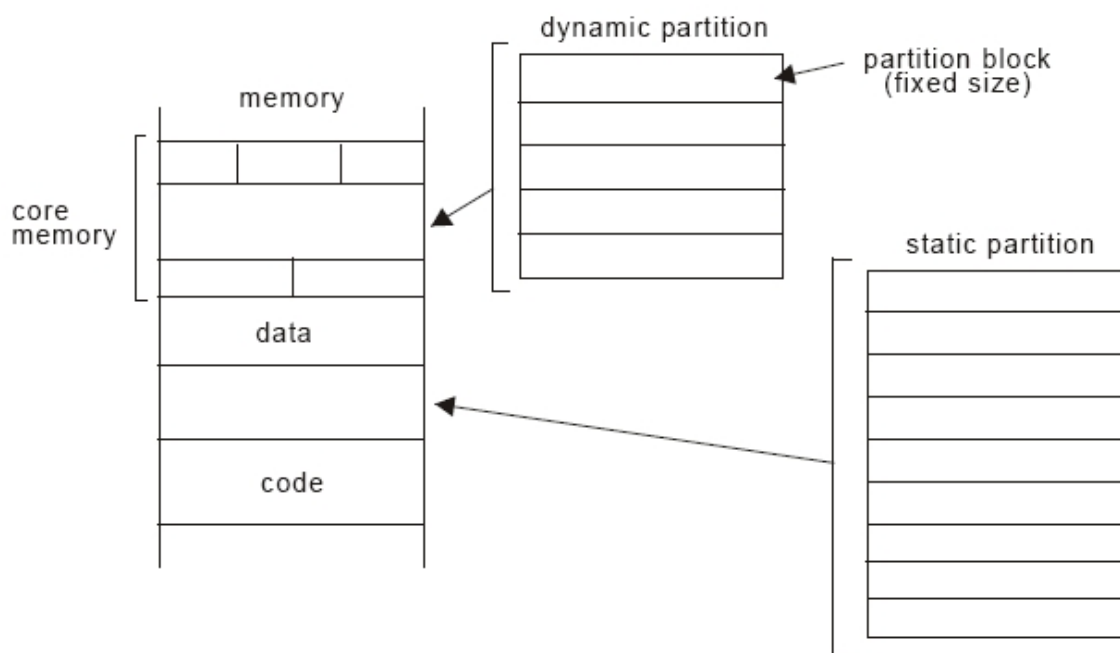 dynamic partition
partition block
(fixed size)
memory
core
memory
static partition
data
code